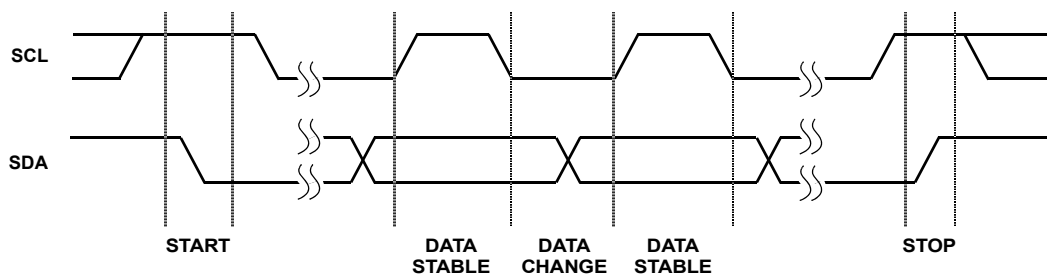 SCL
SDA
START
DATA STABLE
DATA CHANGE
DATA STABLE
STOP